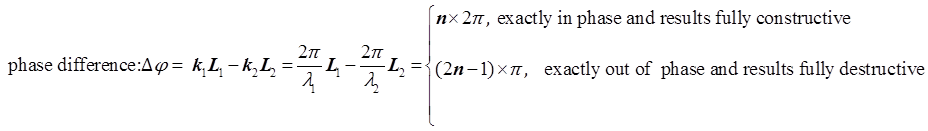 n×2π, exactly in phase and results fully constructive
phase difference:Δφ= k₁L₁−k₂L₂=2π/λ₁ L₁−2π/λ₂ L₂={
(2n−1)×π, exactly out of phase and results fully destructive